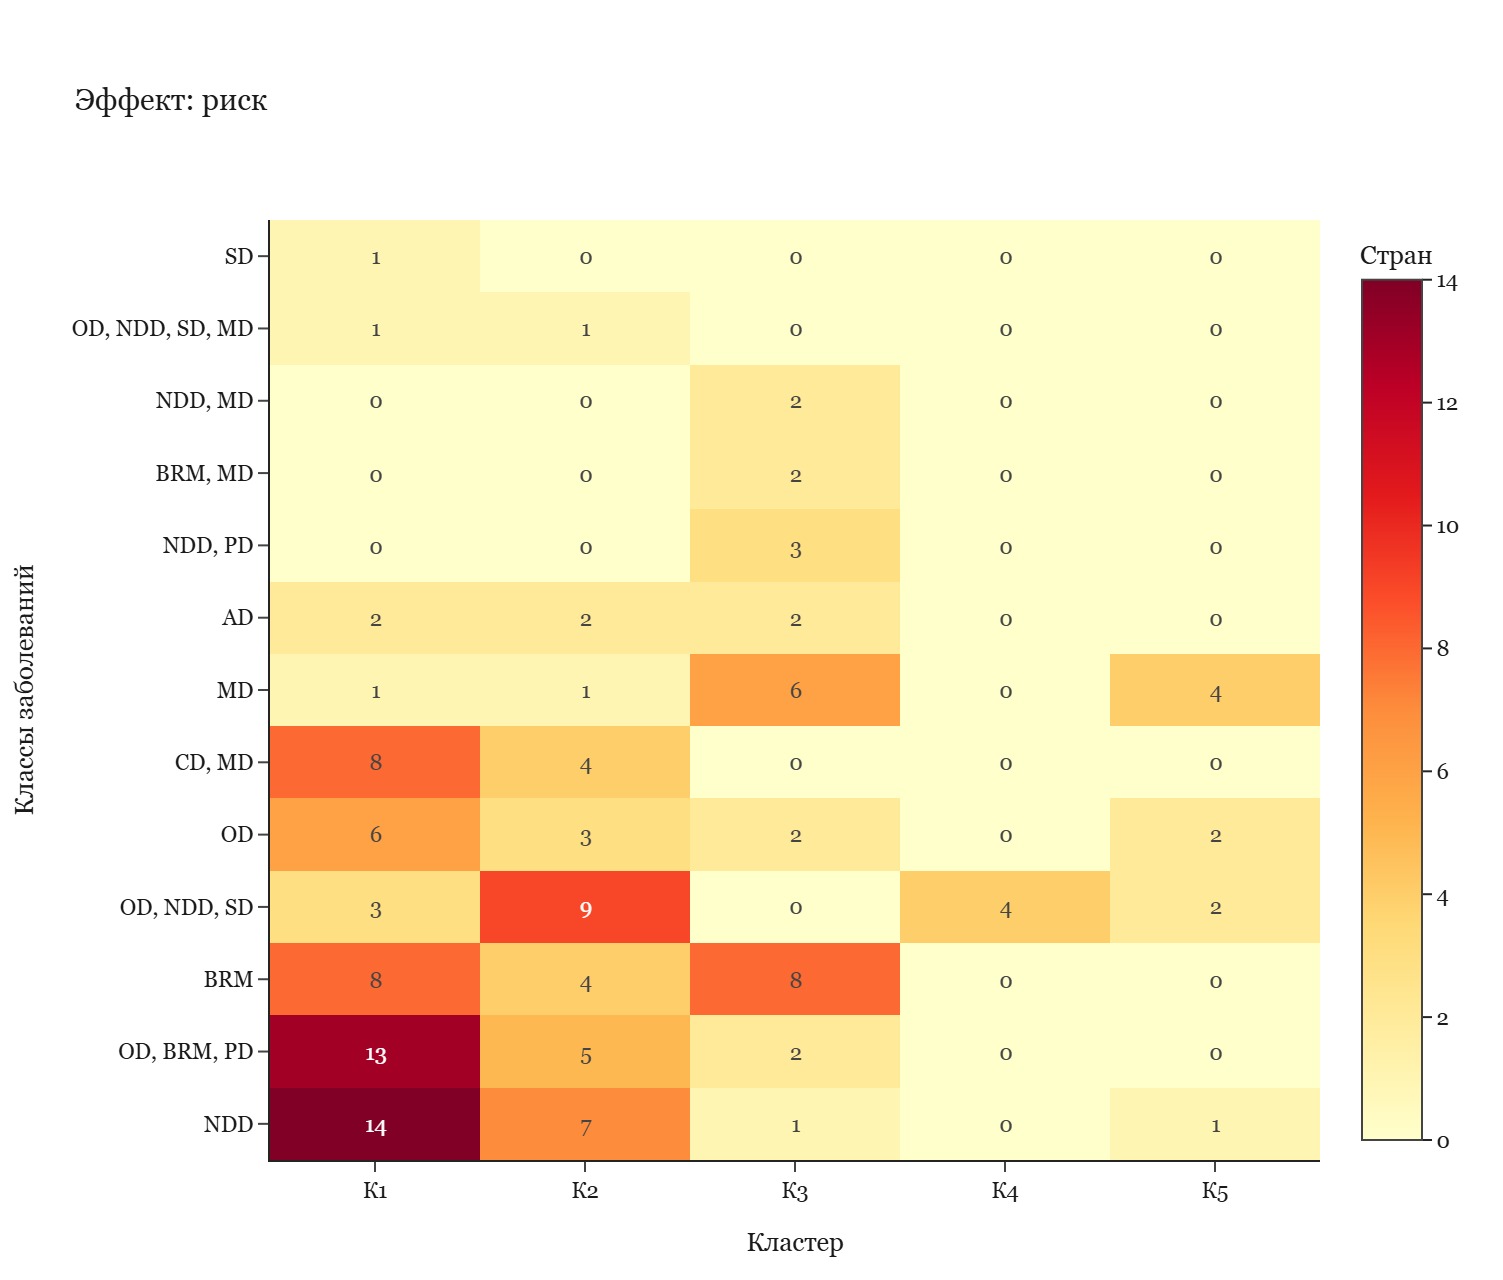 Эффект: риск
Стран
Классы заболеваний
SD 1 0 0 0 0
OD, NDD, SD, MD 1 1 0 0 0
NDD, MD 0 0 2 0 0
BRM, MD 0 0 2 0 0
NDD, PD 0 0 3 0 0
AD 2 2 2 0 0
MD 1 1 6 0 4
CD, MD 8 4 0 0 0
OD 6 3 2 0 2
OD, NDD, SD 3 9 0 4 2
BRM 8 4 8 0 0
OD, BRM, PD 13 5 2 0 0
NDD 14 7 1 0 1
К1 К2 К3 К4 К5
Кластер
14
12
10
8
6
4
2
0